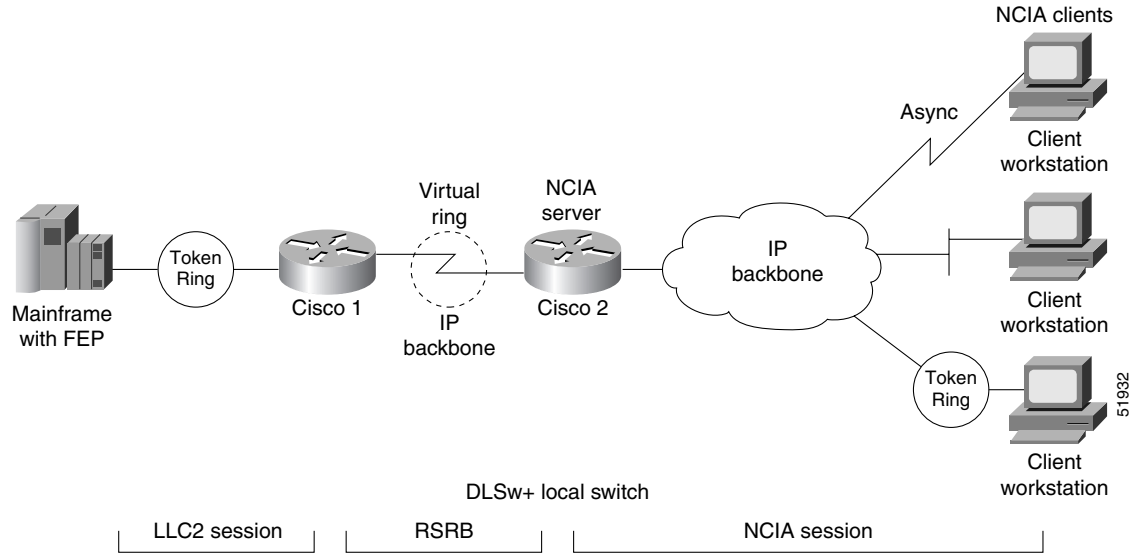 NCIA clients
Async
Client
workstation
Virtual
ring
NCIA
server
Token
Ring
IP
backbone
Mainframe
with FEP
Cisco 1
IP
backbone
Cisco 2
Client
workstation
Token
Ring
Client
workstation
51932
DLSw+ local switch
LLC2 session
RSRB
NCIA session